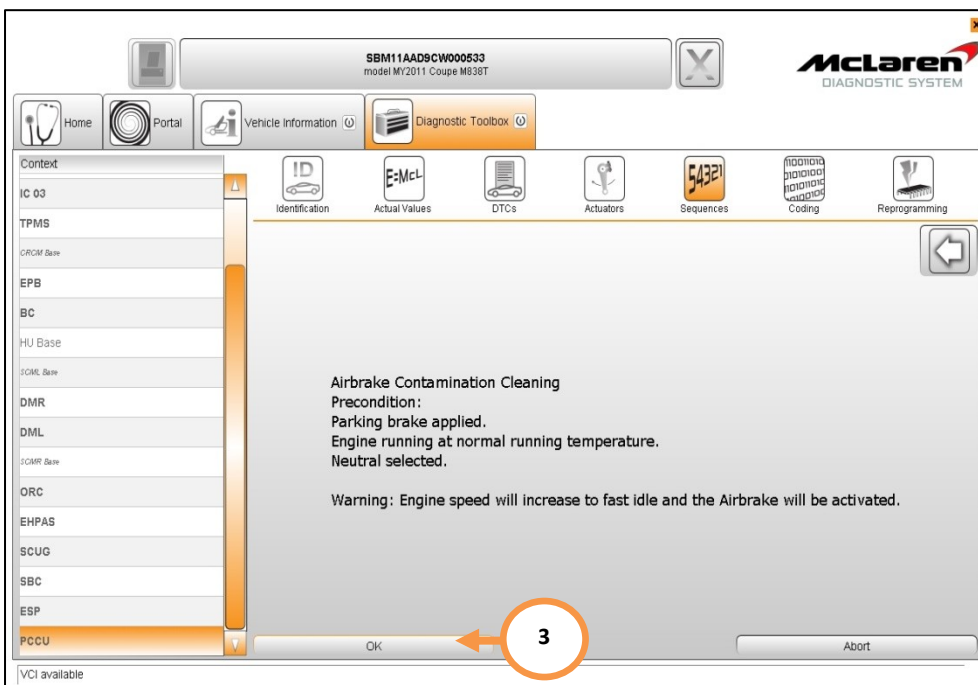 SBM11AAD9CW000533
model MY2011 Coupe M838T
McLaren
DIAGNOSTIC SYSTEM
Home
Portal
Vehicle Information
Diagnostic Toolbox
Context
IC 03
TPMS
CRCM Base
EPB
BC
HU Base
SCML Base
DMR
DML
SCMR Base
ORC
EHPAS
SCUG
SBC
ESP
PCCU
ID
Identification
E=McL
Actual Values
DTCs
Actuators
54321
Sequences
Coding
Reprogramming
Airbrake Contamination Cleaning
Precondition:
Parking brake applied.
Engine running at normal running temperature.
Neutral selected.
Warning: Engine speed will increase to fast idle and the Airbrake will be activated.
OK
3
Abort
VCI available